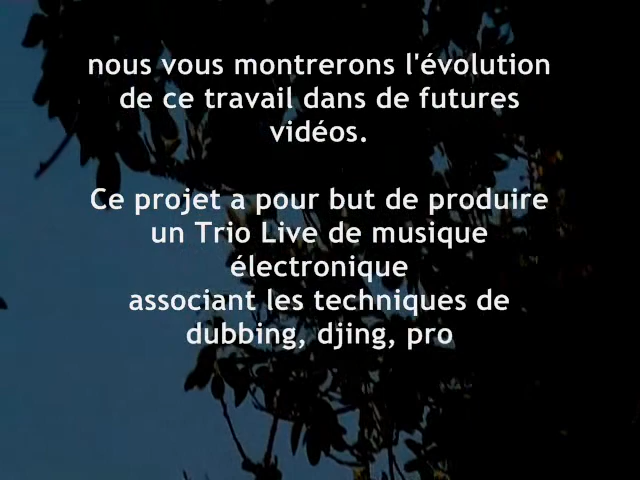 nous vous montrerons l'évolution
de ce travail dans de futures
vidéos.
Ce projet a pour but de produire
un Trio Live de musique
électronique
associant les techniques de
dubbing, djing, pro